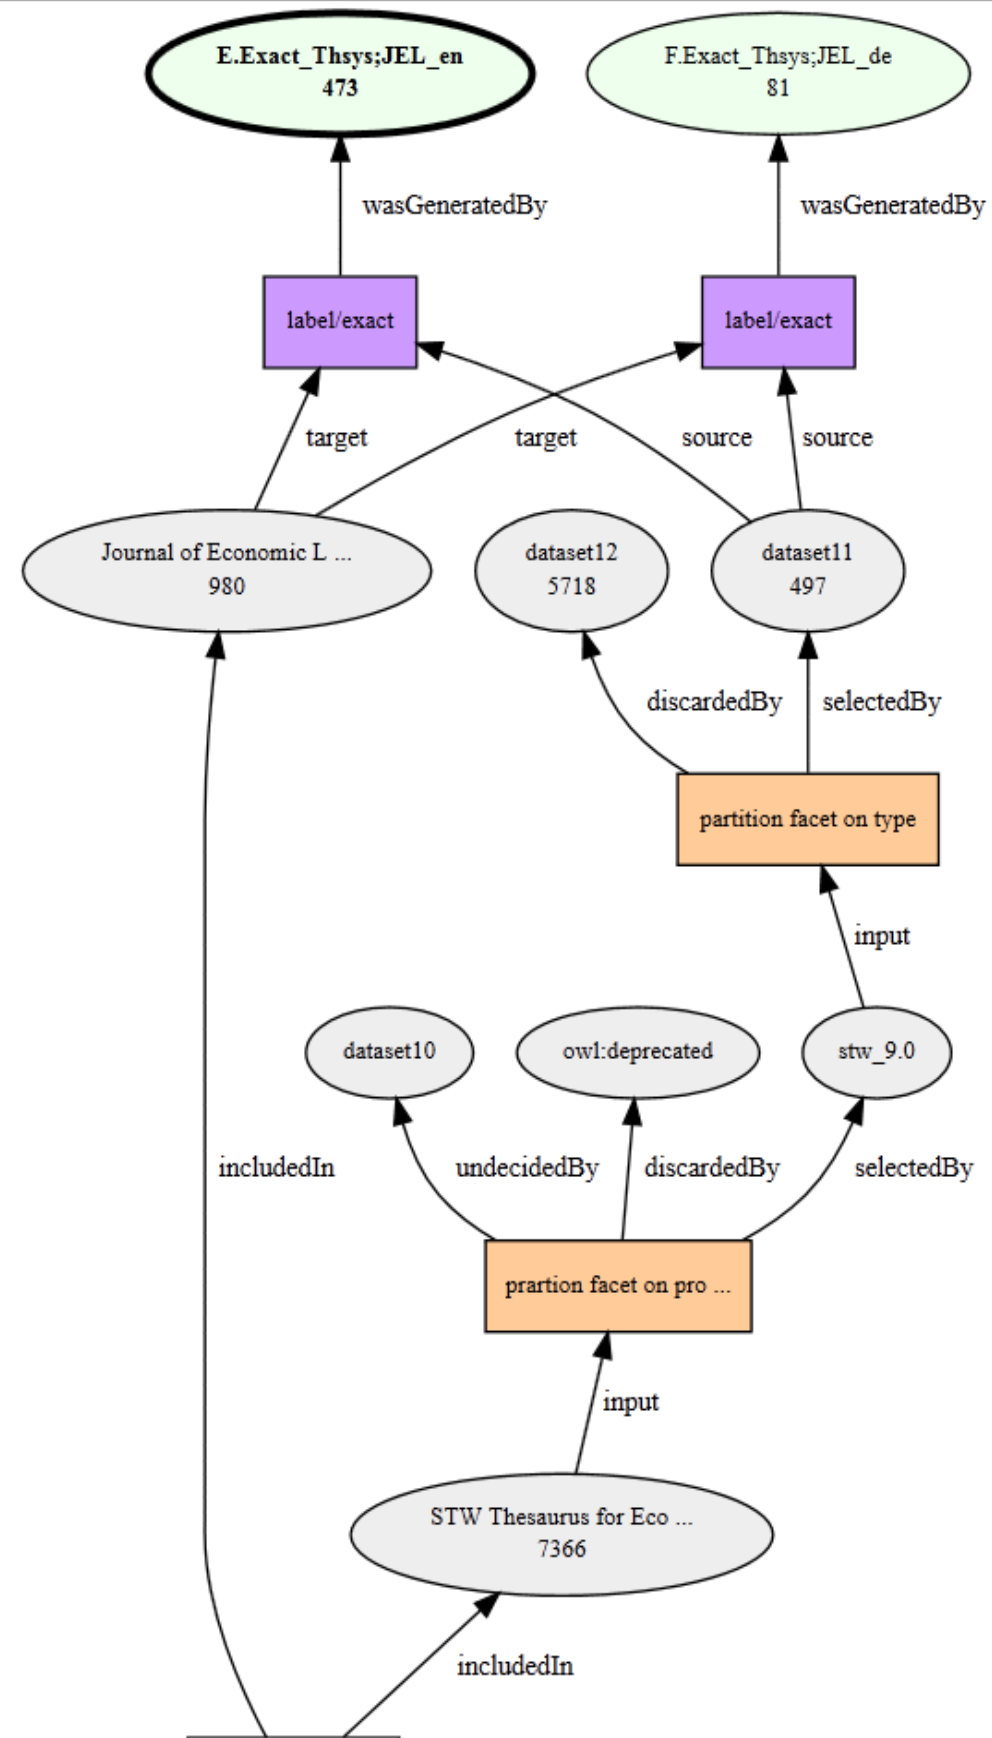 E.Exact_Thsys;JEL_en
473
F.Exact_Thsys;JEL_de
81
wasGeneratedBy
wasGeneratedBy
label/exact
label/exact
target
target
source
source
Journal of Economic L ...
980
dataset12
5718
dataset11
497
discardedBy
selectedBy
partition facet on type
input
dataset10
owl:deprecated
stw_9.0
includedIn
undecidedBy
discardedBy
selectedBy
prartion facet on pro ...
input
STW Thesaurus for Eco ...
7366
includedIn